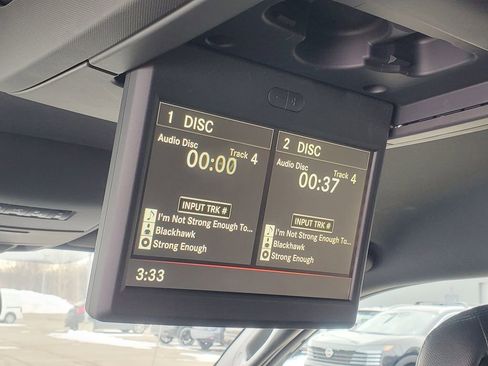 1 DISC
Audio Disc
Track 4
00:00
INPUT TRK #
I'm Not Strong Enough To...
Blackhawk
Strong Enough
2 DISC
Audio Disc
Track 4
00:37
INPUT TRK #
I'm Not Strong Enough To...
Blackhawk
Strong Enough
3:33